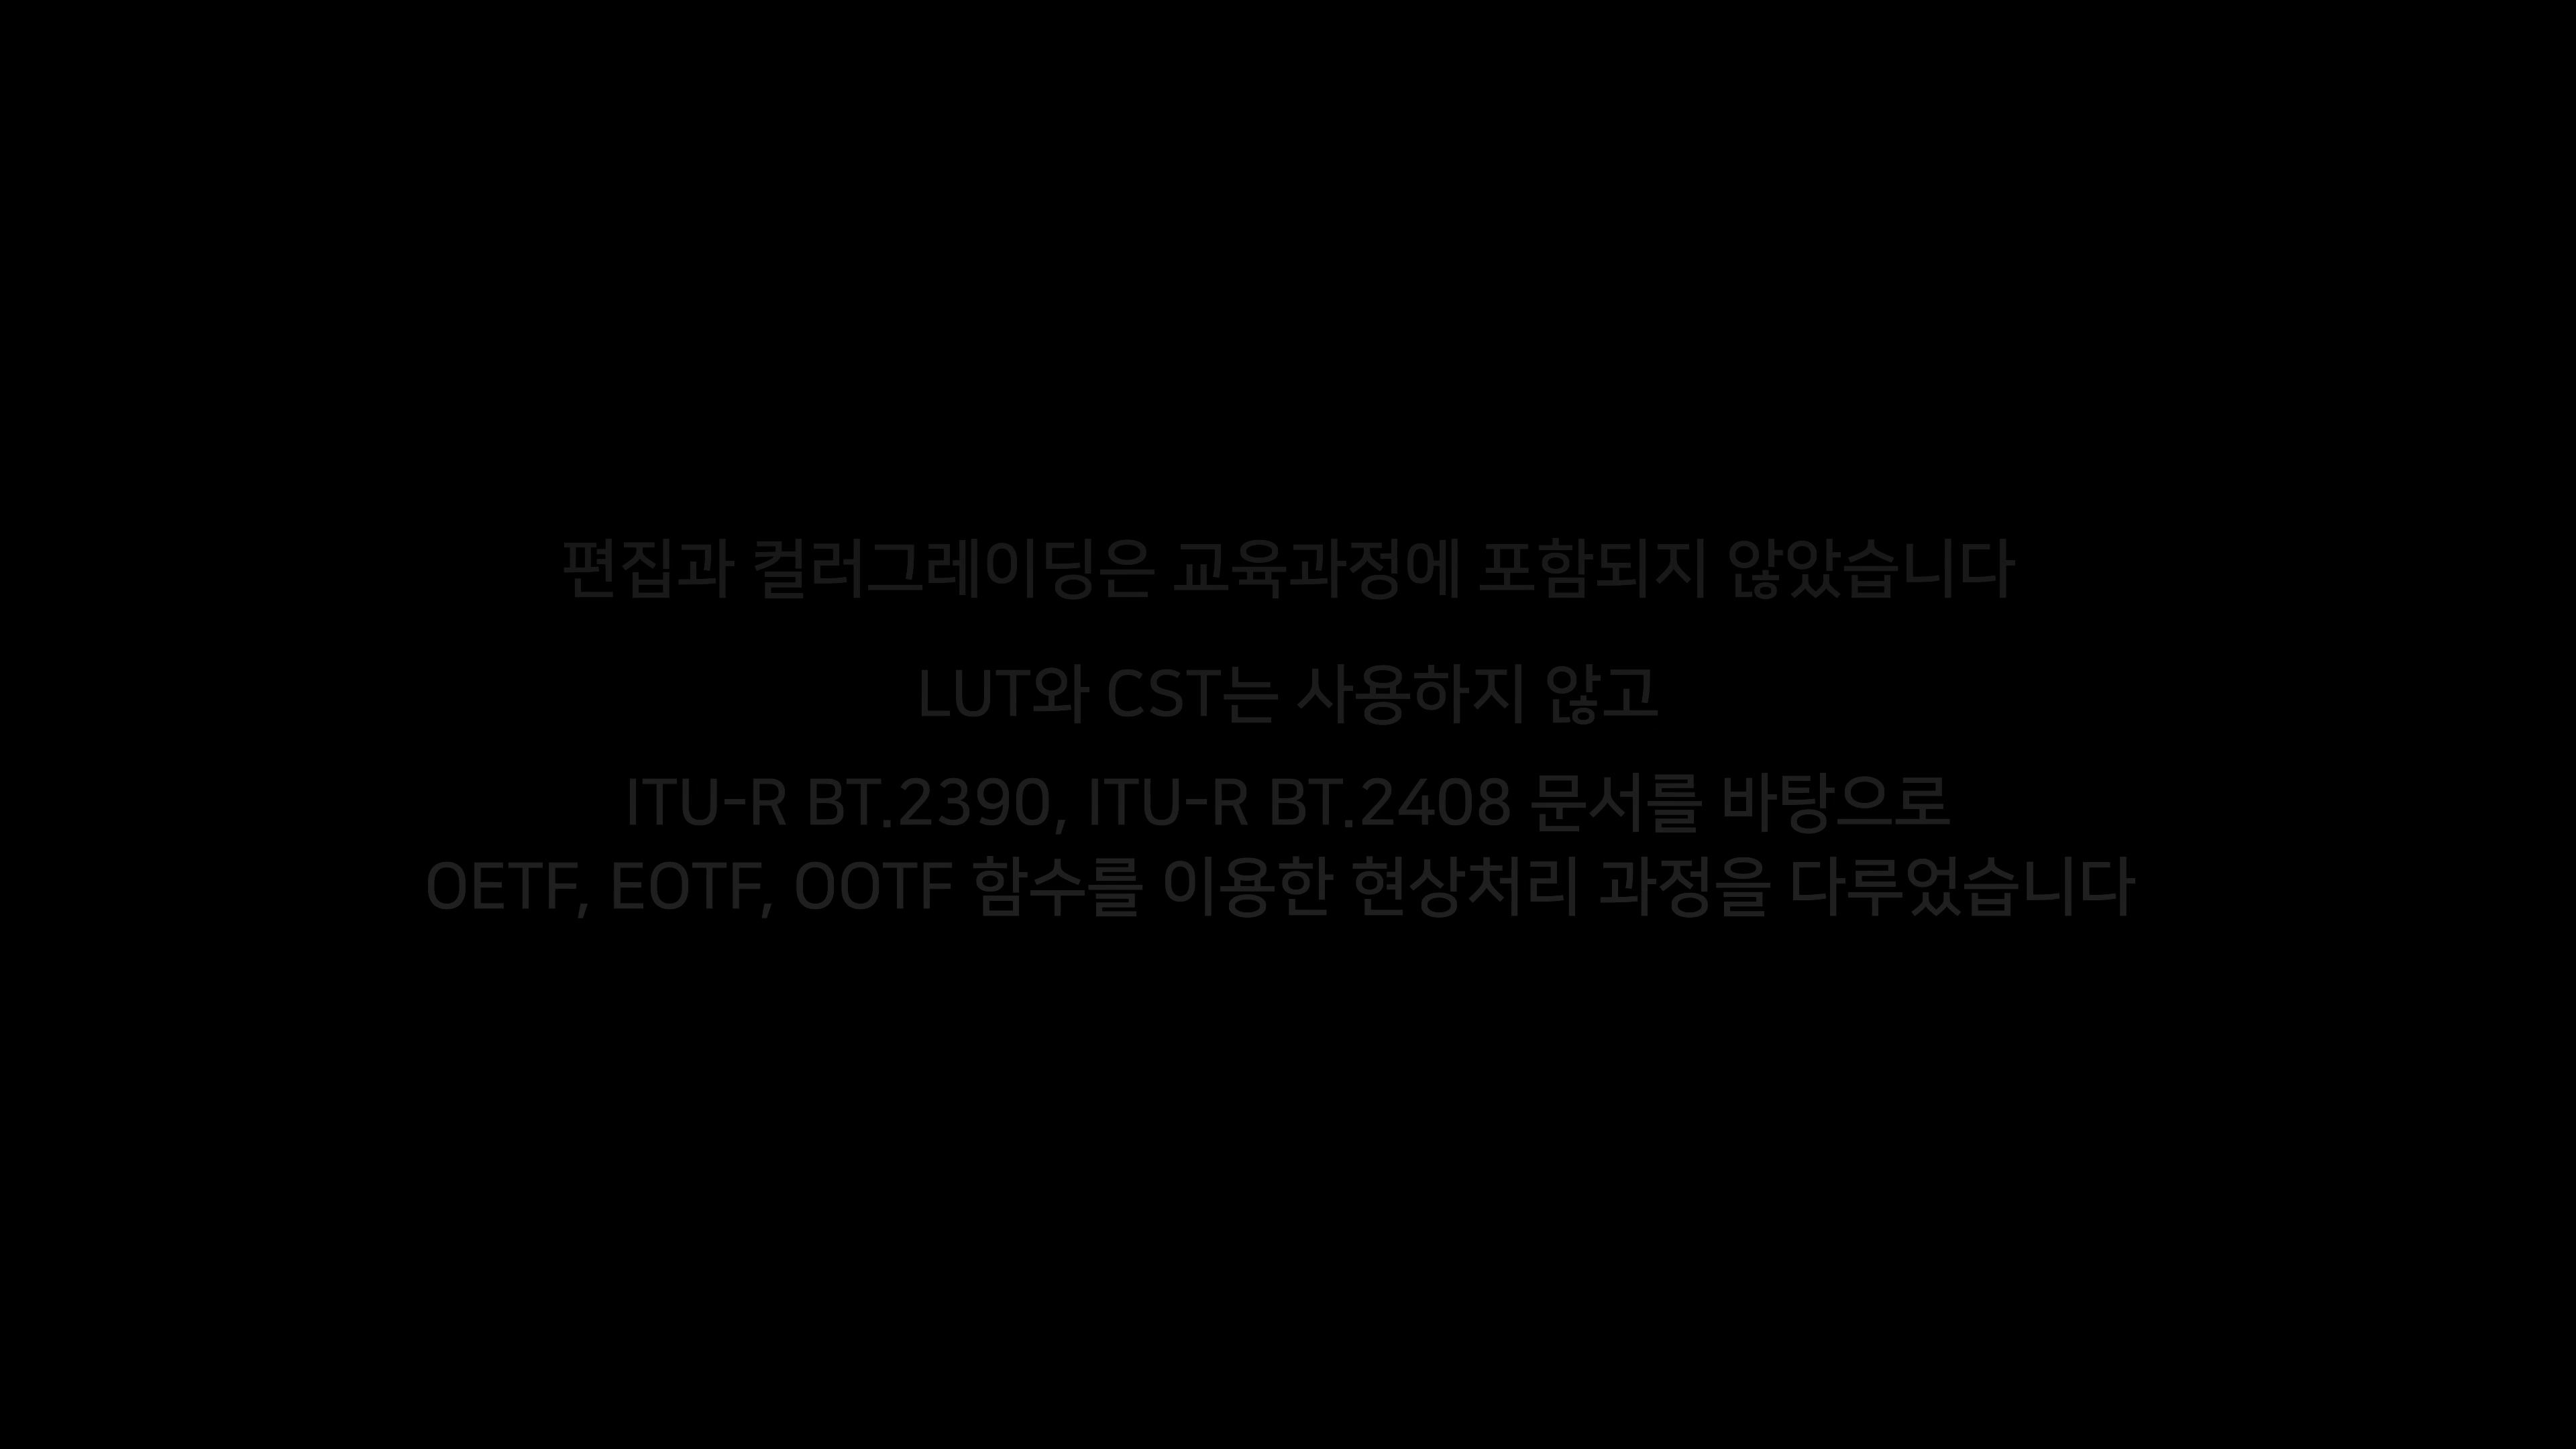 편집과 컬러그레이딩은 교육과정에 포함되지 않았습니다
LUT와 CST는 사용하지 않고
ITU-R BT.2390, ITU-R BT.2408 문서를 바탕으로
OETF, EOTF, OOTF 함수를 이용한 현상처리 과정을 다루었습니다